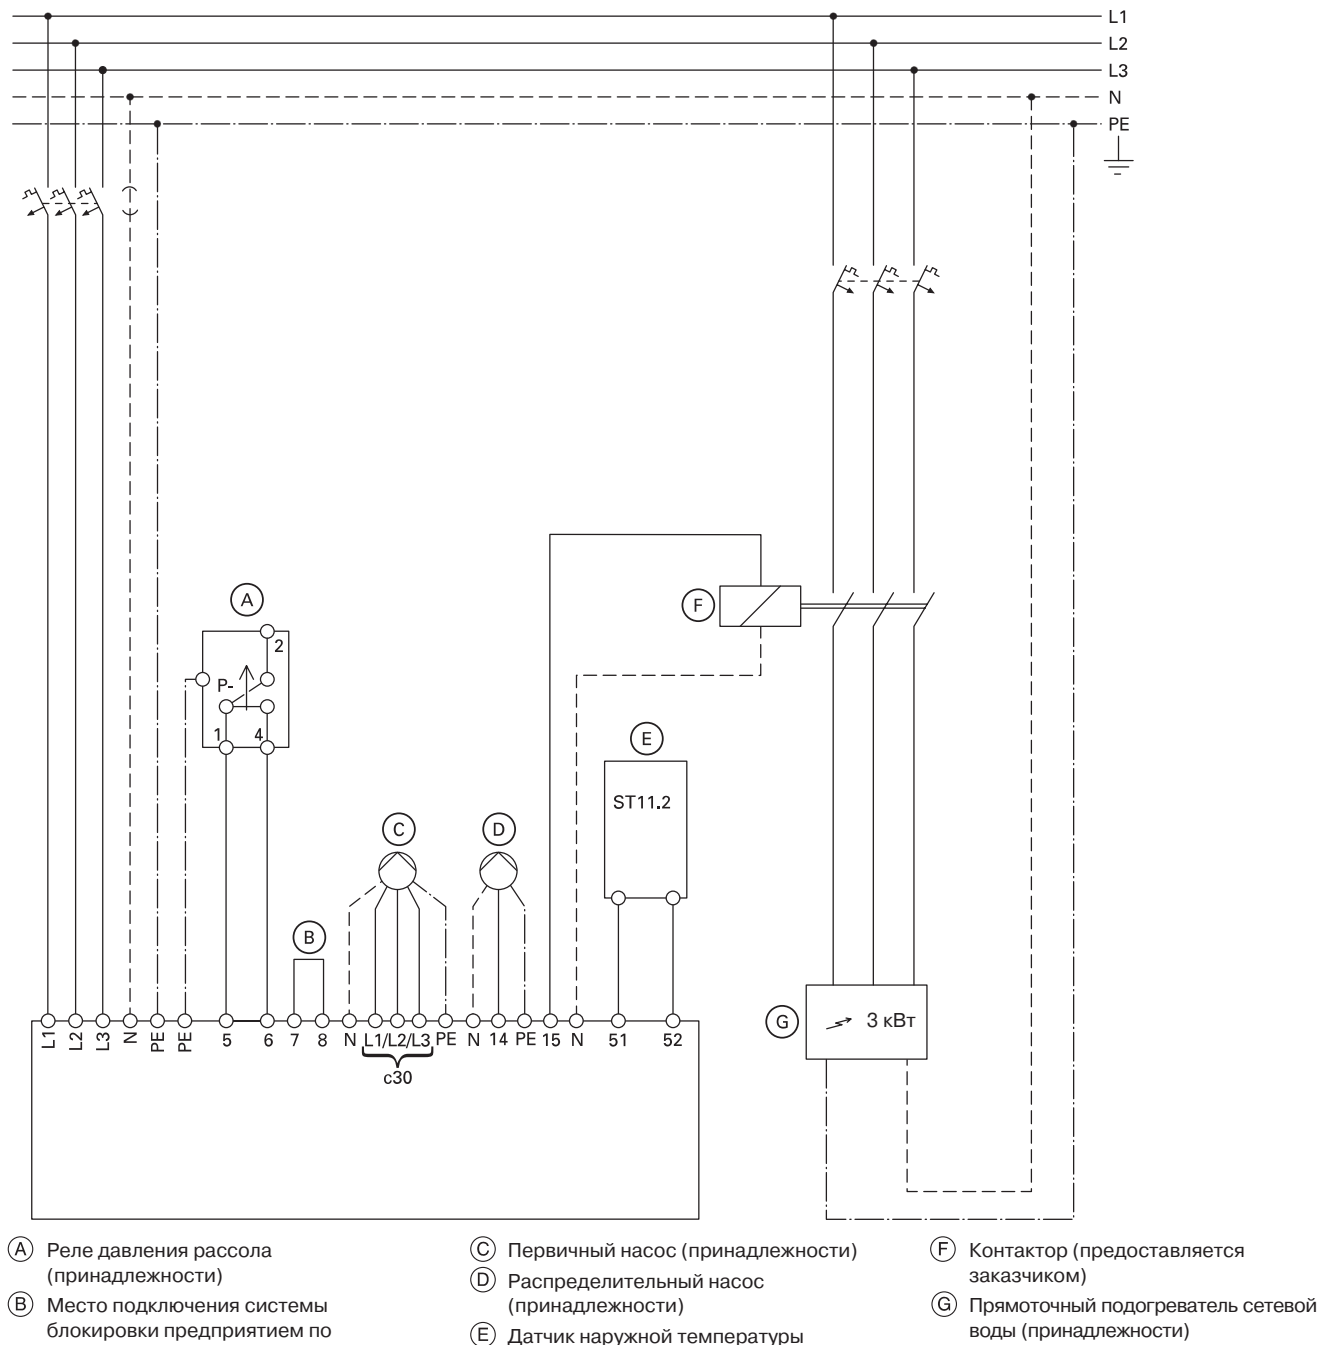 L1
L2
L3
N
PE
A
2
P-
1 4
F
E
ST11.2
C
D
B
G
3 кВт
L1 L2 L3 N PE PE 5 6 7 8 N L1/L2/L3 PE N 14 PE 15 N 51 52
c30
A Реле давления рассола
(принадлежности)
B Место подключения системы
блокировки предприятием по
C Первичный насос (принадлежности)
D Распределительный насос
(принадлежности)
E Датчик наружной температуры
F Контактор (предоставляется
заказчиком)
G Прямоточный подогреватель сетевой
воды (принадлежности)